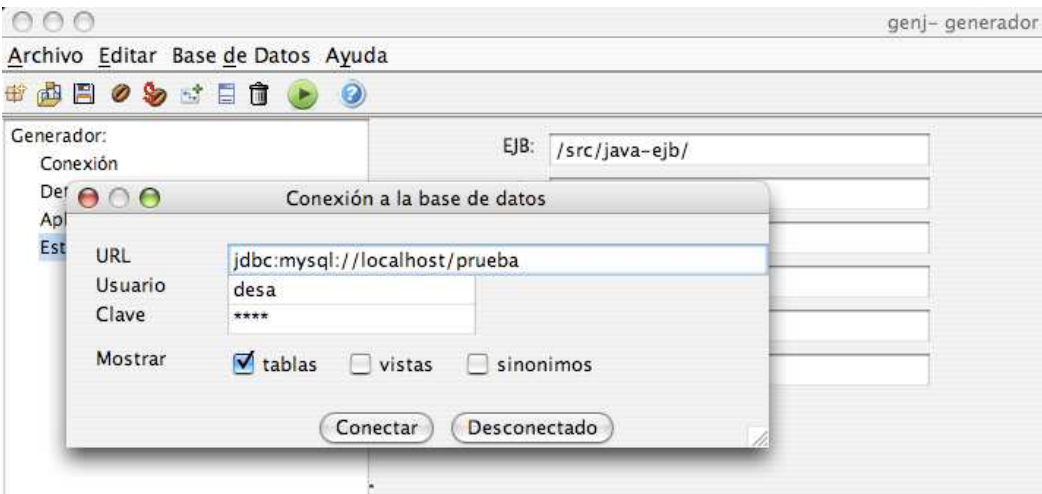 genj- generador
Archivo Editar Base de Datos Ayuda
Generador:
Conexión
EJB: /src/java-ejb/
Conexión a la base de datos
URL jdbc:mysql://localhost/prueba
Usuario desa
Clave ****
Mostrar tablas vistas sinonimos
Conectar Desconectado